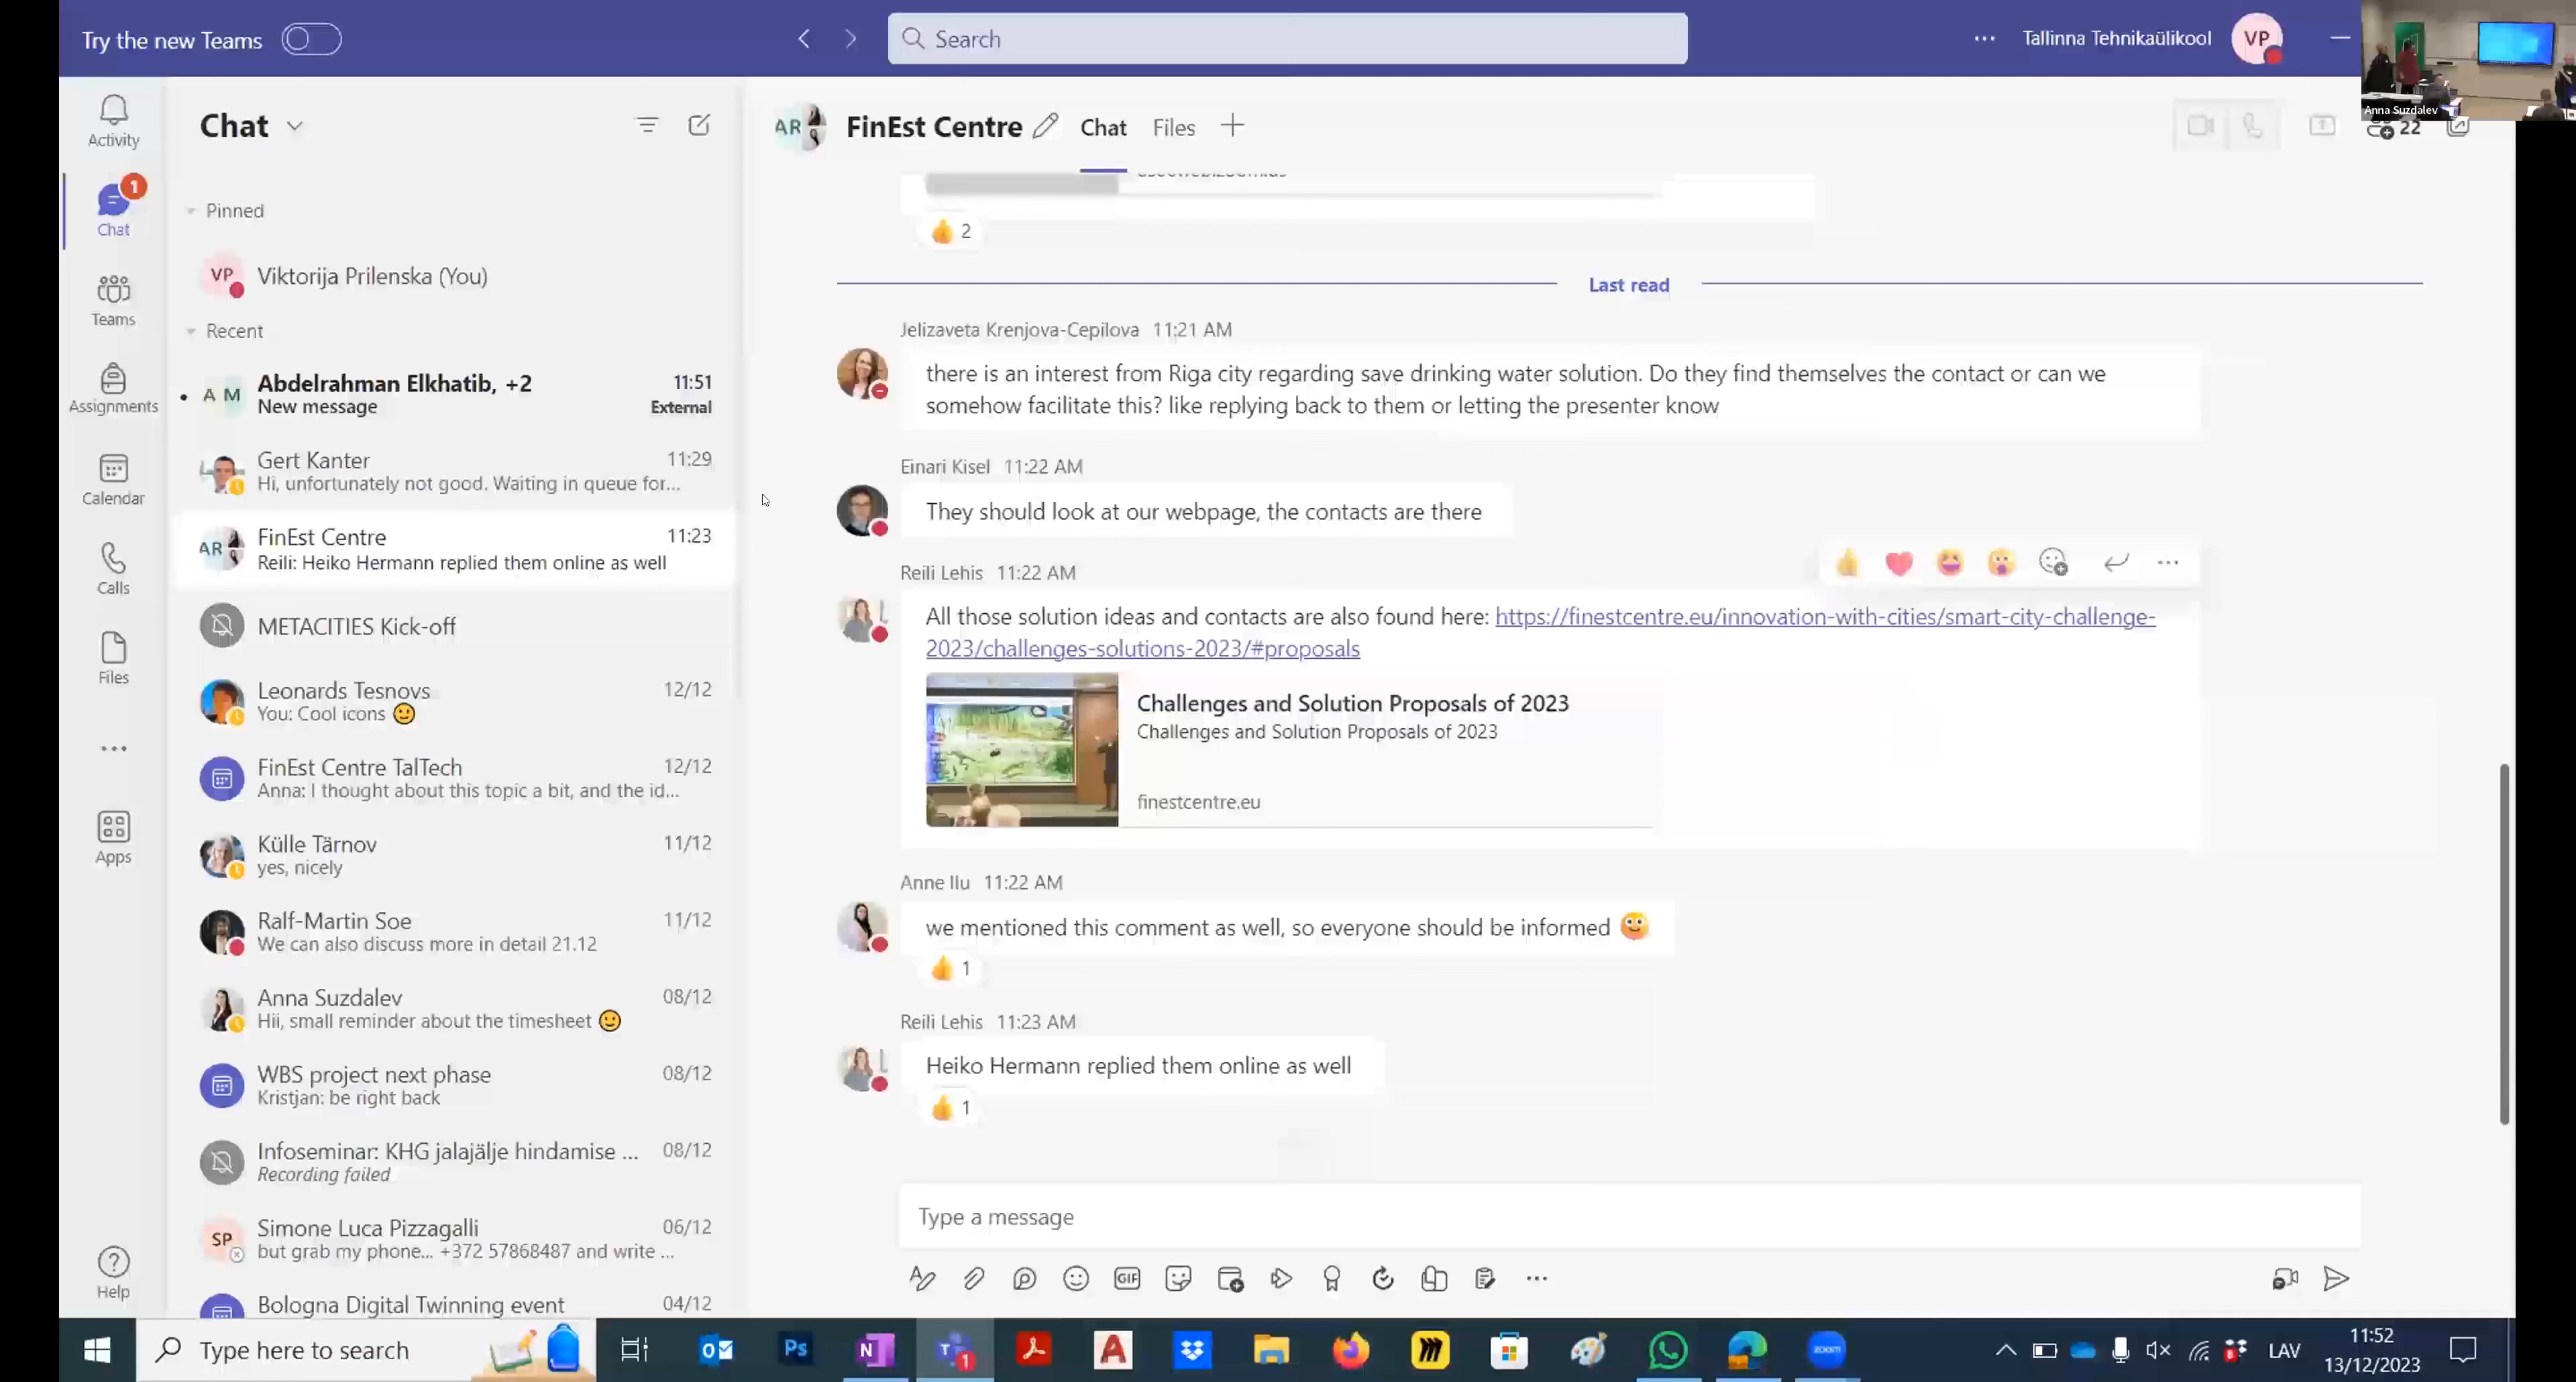 Try the new Teams
Search
Tallinna Tehnikaülikool
VP
Anna Suzdalev
Activity
1
Chat
Teams
Assignments
Calendar
Calls
Files
Apps
Help
Chat
Pinned
VP
Viktorija Prilenska (You)
Recent
A M
Abdelrahman Elkhatib, +2
11:51
New message
External
Gert Kanter
11:29
Hi, unfortunately not good. Waiting in queue for...
AR
FinEst Centre
11:23
Reili: Heiko Hermann replied them online as well
METACITIES Kick-off
Leonards Tesnovs
12/12
You: Cool icons
FinEst Centre TalTech
12/12
Anna: I thought about this topic a bit, and the id...
Külle Tärnov
11/12
yes, nicely
Ralf-Martin Soe
11/12
We can also discuss more in detail 21.12
Anna Suzdalev
08/12
Hii, small reminder about the timesheet
WBS project next phase
08/12
Kristjan: be right back
Infoseminar: KHG jalajälje hindamise ...
08/12
Recording failed
SP
Simone Luca Pizzagalli
06/12
but grab my phone... +372 57868487 and write ...
Bologna Digital Twinning event
04/12
AR
FinEst Centre
Chat
Files
22
2
Last read
Jelizaveta Krenjova-Cepilova 11:21 AM
there is an interest from Riga city regarding save drinking water solution. Do they find themselves the contact or can we
somehow facilitate this? like replying back to them or letting the presenter know
Einari Kisel 11:22 AM
They should look at our webpage, the contacts are there
Reili Lehis 11:22 AM
All those solution ideas and contacts are also found here: https://finestcentre.eu/innovation-with-cities/smart-city-challenge-
2023/challenges-solutions-2023/#proposals
Challenges and Solution Proposals of 2023
Challenges and Solution Proposals of 2023
finestcentre.eu
Anne Ilu 11:22 AM
we mentioned this comment as well, so everyone should be informed
1
Reili Lehis 11:23 AM
Heiko Hermann replied them online as well
1
Type a message
GIF
Type here to search
Ps
N
T
1
zoom
LAV
11:52
13/12/2023